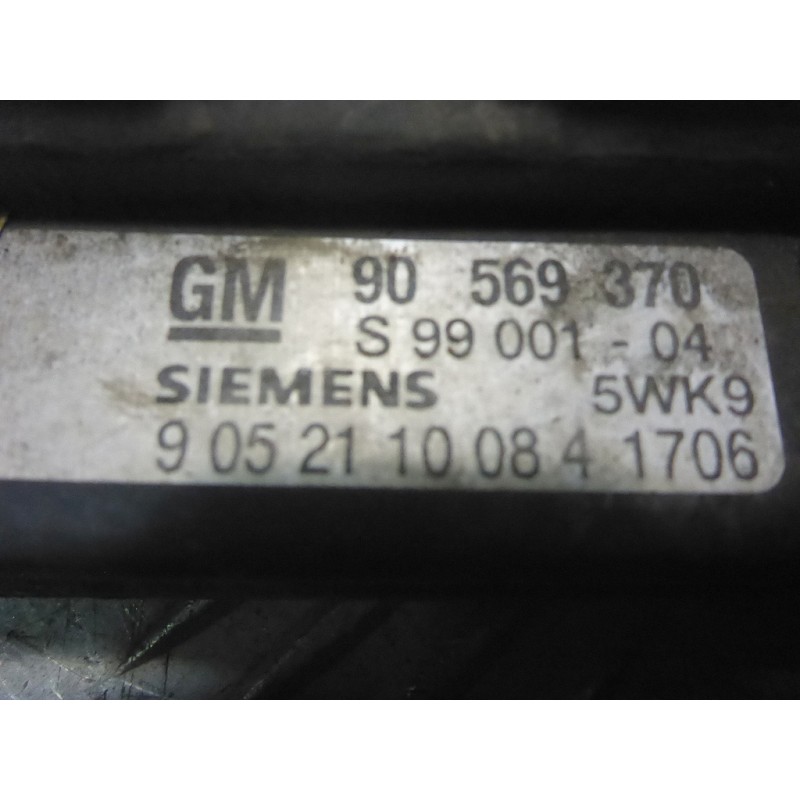 GM 90 569 370
S 99 001 - 04
SIEMENS 5WK9
9 05 21 10 08 4 1706